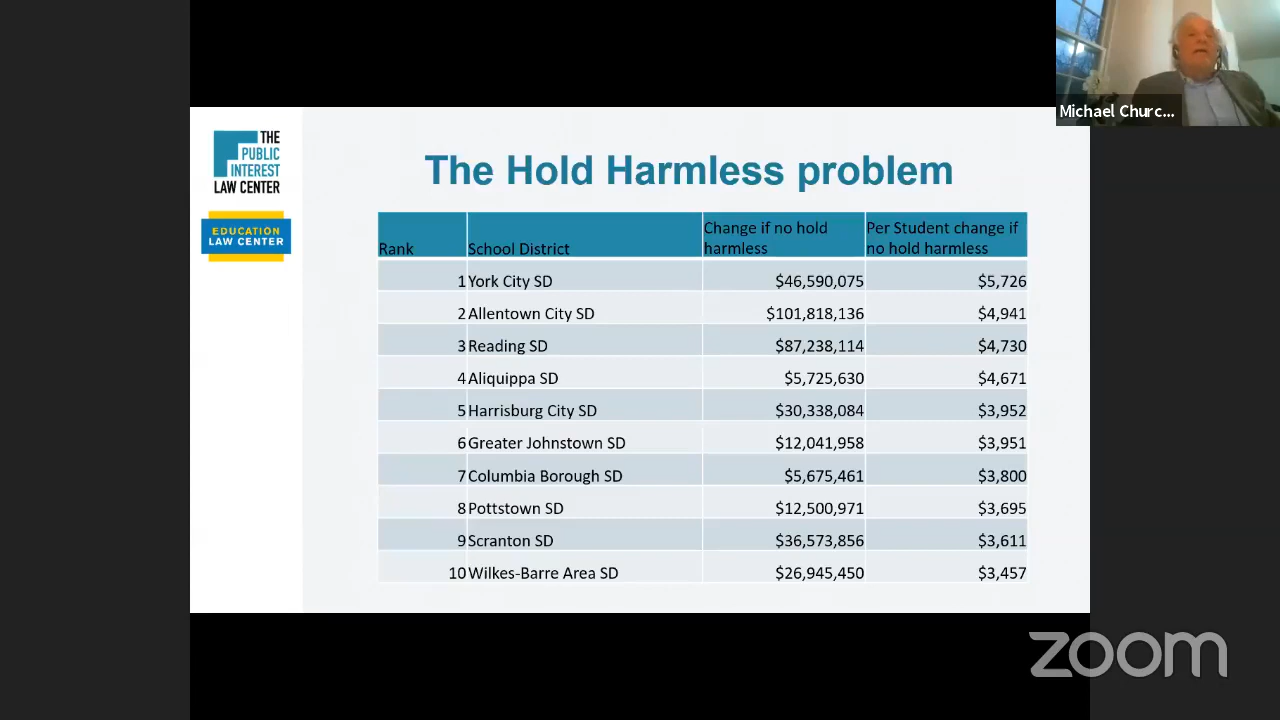 Michael Churc...
THE
PUBLIC
INTEREST
LAW CENTER
EDUCATION
LAW CENTER
The Hold Harmless problem
Rank School District Change if no hold harmless Per Student change if no hold harmless
1 York City SD $46,590,075 $5,726
2 Allentown City SD $101,818,136 $4,941
3 Reading SD $87,238,114 $4,730
4 Aliquippa SD $5,725,630 $4,671
5 Harrisburg City SD $30,338,084 $3,952
6 Greater Johnstown SD $12,041,958 $3,951
7 Columbia Borough SD $5,675,461 $3,800
8 Pottstown SD $12,500,971 $3,695
9 Scranton SD $36,573,856 $3,611
10 Wilkes-Barre Area SD $26,945,450 $3,457
zoom